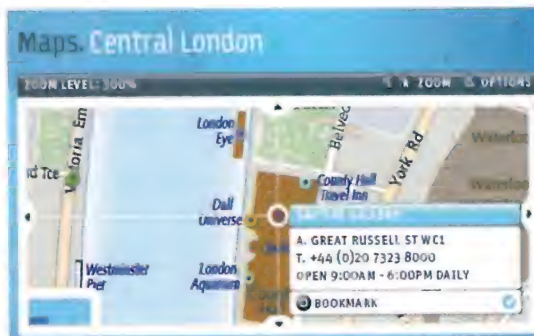 Maps. Central London
ZOOM LEVEL: 300%
ZOOM
OPTIONS
Victoria Em
London Eye
Belved
York Rd
Waterloo
rd Tce
County Hall
Travel Inn
Waterloo
Dali
Universe
A. GREAT RUSSELL ST WC1
T. +44 (0)20 7323 8000
OPEN 9:00AM - 6:00PM DAILY
Westminster
Pier
London
Aquarium
BOOKMARK